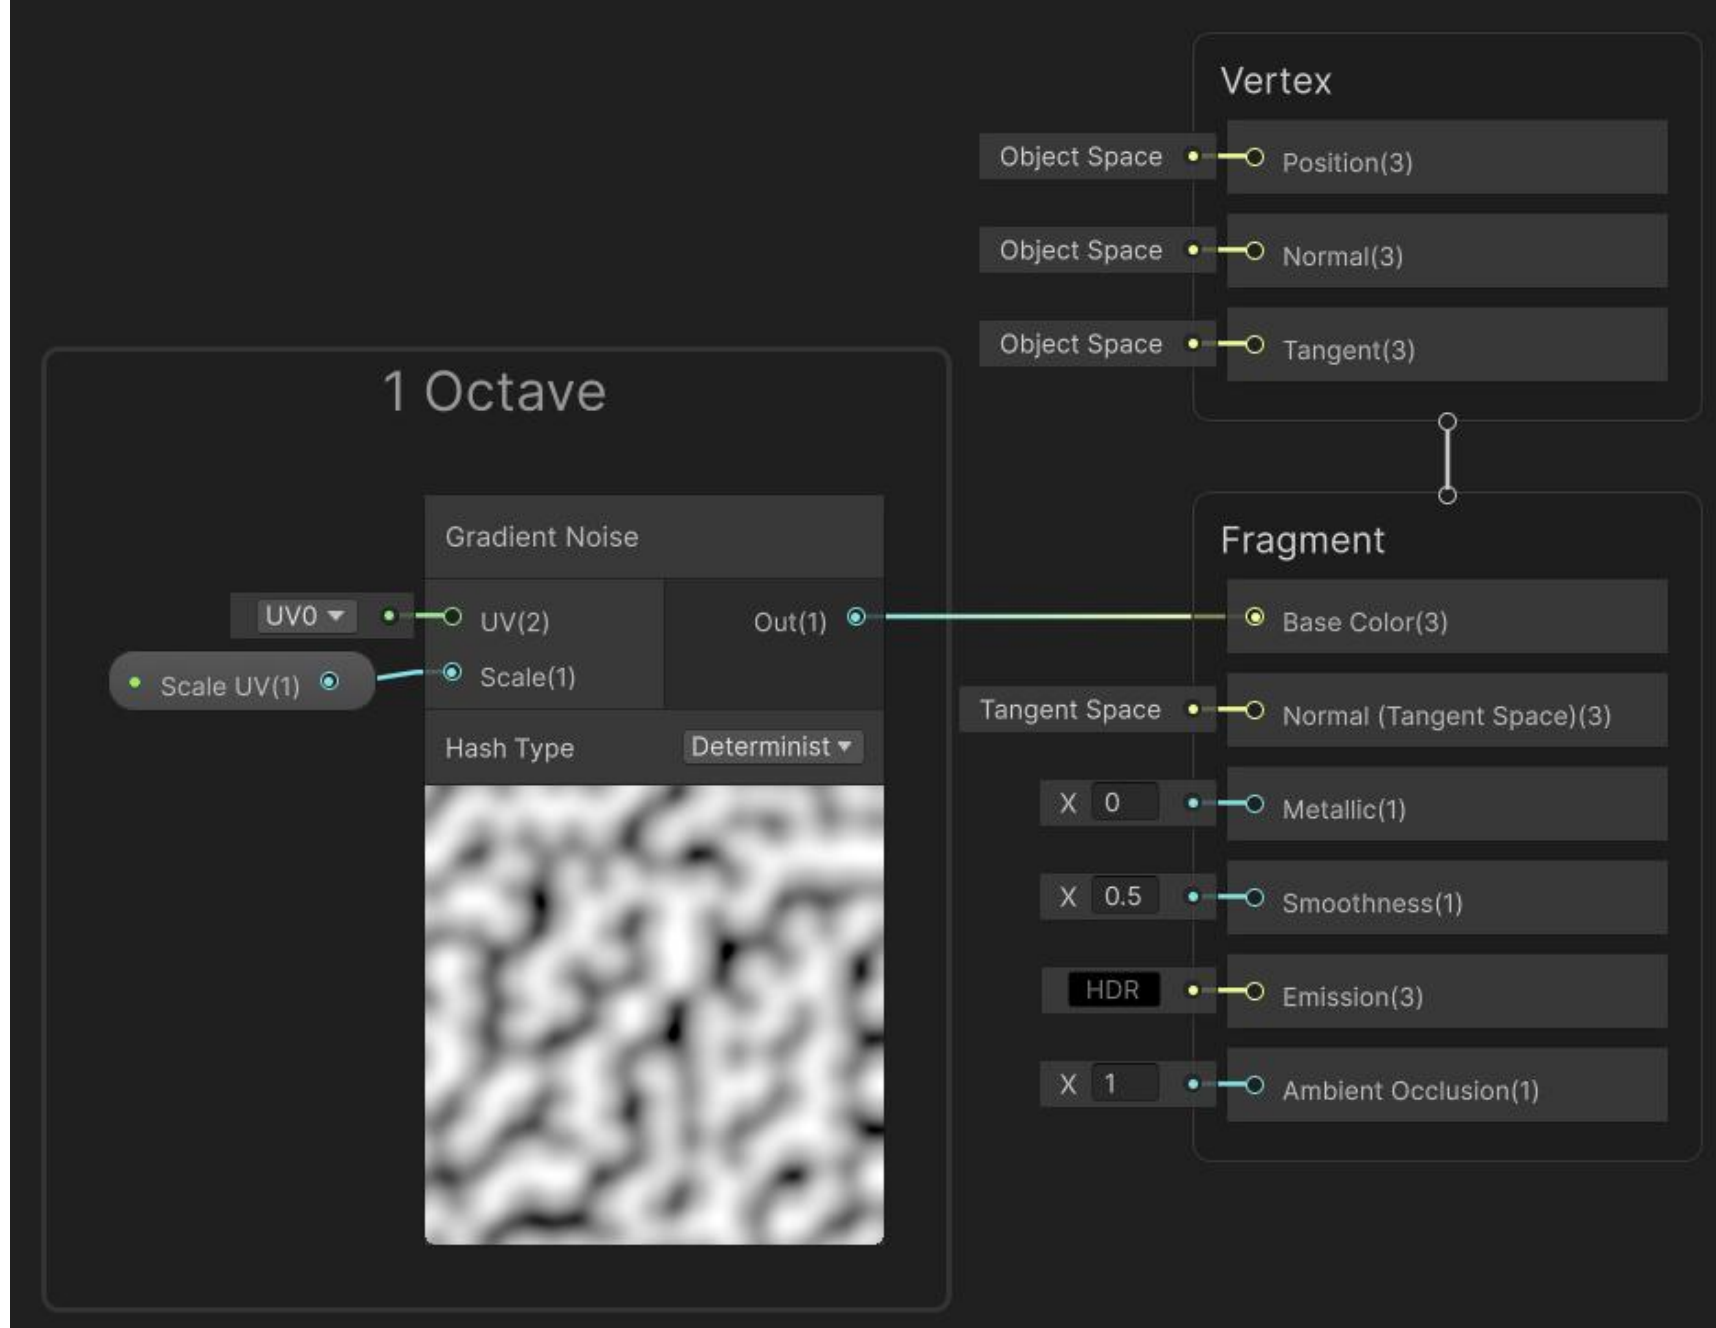 Vertex
Object Space
Position(3)
Object Space
Normal(3)
Object Space
Tangent(3)
1 Octave
Gradient Noise
UV0
UV(2)
Out(1)
Scale UV(1)
Scale(1)
Hash Type
Determinist
Fragment
Base Color(3)
Tangent Space
Normal (Tangent Space)(3)
X 0
Metallic(1)
X 0.5
Smoothness(1)
HDR
Emission(3)
X 1
Ambient Occlusion(1)